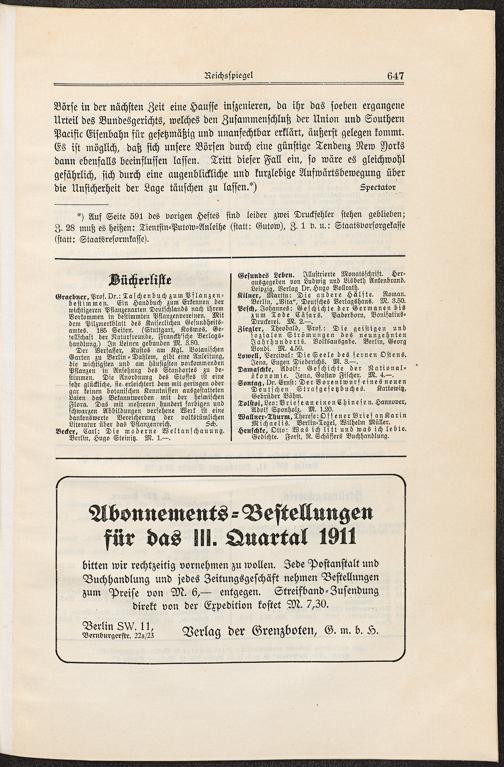 Reichsspiegel 647
Börse in der nächsten Zeit eine Hausse insgenieren, da ihr das soeben ergangene
Urteil des Bundesgerichts, welches den Zusammenschluß der Union und Southern
Pacific Eisenbahn für gesetzmäßig und unanfechtbar erklärt, äußerst gelegen kommt.
Es ist möglich, daß sich unsere Börsen durch eine günstige Tendenz New Yorks
dann ebenfalls beeinflussen lassen. Tritt dieser Fall ein, so wäre es gleichwohl
gefährlich, sich durch eine augenblickliche und kurzlebige Aufwärtsbewegung über
die Unsicherheit der Lage täuschen zu lassen.*) Spectator
*) Auf Seite 591 des vorigen Heftes sind leider zwei Druckfehler stehen geblieben;
Z. 28 muß es heißen: Tientsin-Pukow-Anleihe (statt: Gutow), Z. 1 v. u.: Staatsvorsorgekasse
(statt: Staatsreformkasse).
Bücherliste
Graebner, Prof. Dr.: Taschenbuch zum Pflanzen-
bestimmen. Ein Handbuch zum Erkennen der
wichtigeren Pflanzenarten Deutschlands nach ihrem
Vorkommen in bestimmten Pflanzenvereinen. Mit
dem Pilzmerkblatt des Kaiserlichen Gesundheits-
amtes. 185 Seiten. (Stuttgart, Kosmos, Ge-
sellschaft der Naturfreunde, Franckh'sche Verlags-
handlung.) In Leinen gebunden M. 3.80.
Der Verfasser, Kustos am Kgl. Botanischen
Garten zu Berlin-Dahlem, gibt eine Anleitung,
die wichtigsten und am häufigsten vorkommenden
Pflanzen in Anlehung des Standortes zu be-
stimmen. Die Anordnung des Stoffes ist eine
sehr glückliche, sie erleichtert dem mit geringen oder
gar keinen botanischen Kenntnissen ausgestatteten
Laien das Bekanntwerden mit der heimischen
Flora. Das mit mehreren hundert farbigen und
schwarzen Abbildungen versehene Werk ist eine
dankenswerte Bereicherung der volkstümlichen
Literatur über das Pflanzenreich. Sch.
Becker, Carl: Die moderne Weltanschauung.
Berlin, Hugo Steinitz. M. 1.—.
Gesundes Leben. Illustrierte Monatsschrift. Her-
ausgegeben von Ludwig und Lisbeth Ankenbrand.
Leipzig, Verlag Dr. Hugo Vollrath.
Kilner, Martin: Die andere Hälfte. Roman.
Berlin, „Vita“, Deutsches Verlagshaus. M. 3.50.
Pesch, Johannes: Geschichte der Germanen bis
zum Tode Cäsars. Paderborn, Bonifatius-
Druckerei. M. 2.—.
Ziegler, Theobald, Prof.: Die geistigen und
sozialen Strömungen des neunzehnten
Jahrhunderts. Volksausgabe. Berlin, Georg
Bondi. M. 4.50.
Lowell, Percival: Die Seele des fernen Ostens.
Jena, Eugen Diederichs. M. 3.—.
Damaschke, Adolf: Geschichte der National-
ökonomie. Jena, Gustav Fischer. M. 4.—.
Sontag, Dr. Ernst: Der Vorentwurf eines neuen
Deutschen Strafgesetzbuches. Kattowitz,
Gebrüder Böhm.
Tolstoi, Leo: Briefe an einen Chinesen. Hannover,
Adolf Sponholz. M. 1.20.
Wallner-Thurm, Therese: Offener Brief an Karin
Michaelis. Berlin-Tegel, Wilhelm Müller.
Henschke, Otto: Was ich litt und was ich lebte.
Gedichte. Forst, R. Schäffers Buchhandlung.
Abonnements-Bestellungen
für das III. Quartal 1911
bitten wir rechtzeitig vornehmen zu wollen. Jede Postanstalt und
Buchhandlung und jedes Zeitungsgeschäft nehmen Bestellungen
zum Preise von M. 6,— entgegen. Streifband-Zusendung
direkt von der Expedition kostet M. 7,30.
Berlin SW. 11,
Bernburgerstr. 22a/23
Verlag der Grenzboten, G. m. b. H.